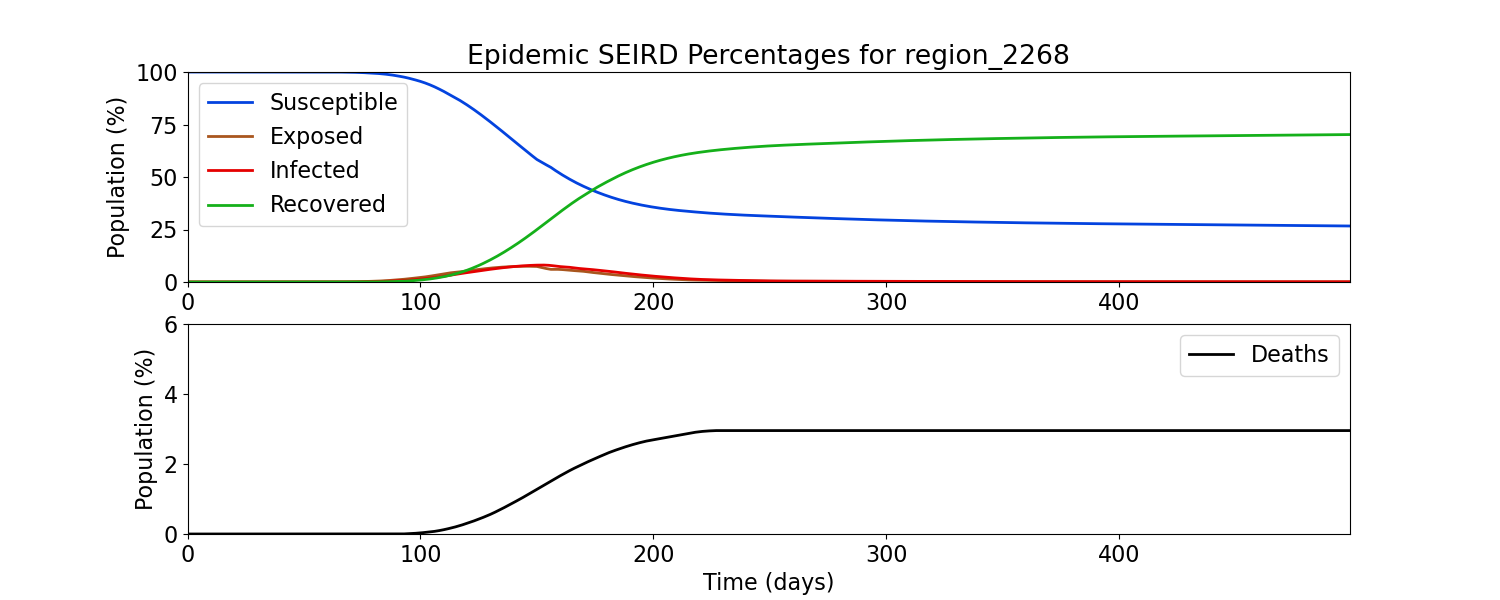 Epidemic SEIRD Percentages for region_2268
Population (%)
100
75
50
25
0
Susceptible
Exposed
Infected
Recovered
0 100 200 300 400
Population (%)
6
4
2
0
Deaths
0 100 200 300 400
Time (days)